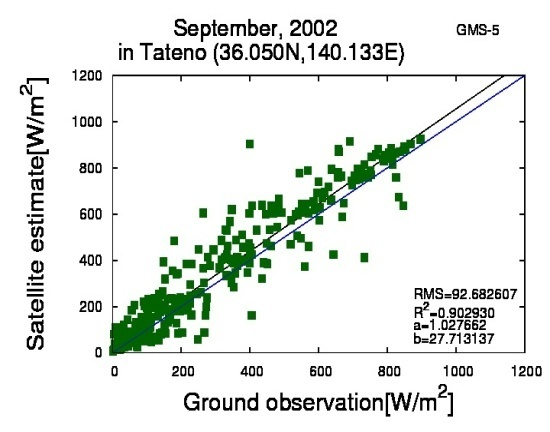 September, 2002
in Tateno (36.050N,140.133E)
GMS-5
1200
1000
800
600
400
200
0
Satellite estimate[W/m²]
RMS=92.682607
R²=0.902930
a=1.027662
b=27.713137
0 200 400 600 800 1000 1200
Ground observation[W/m²]